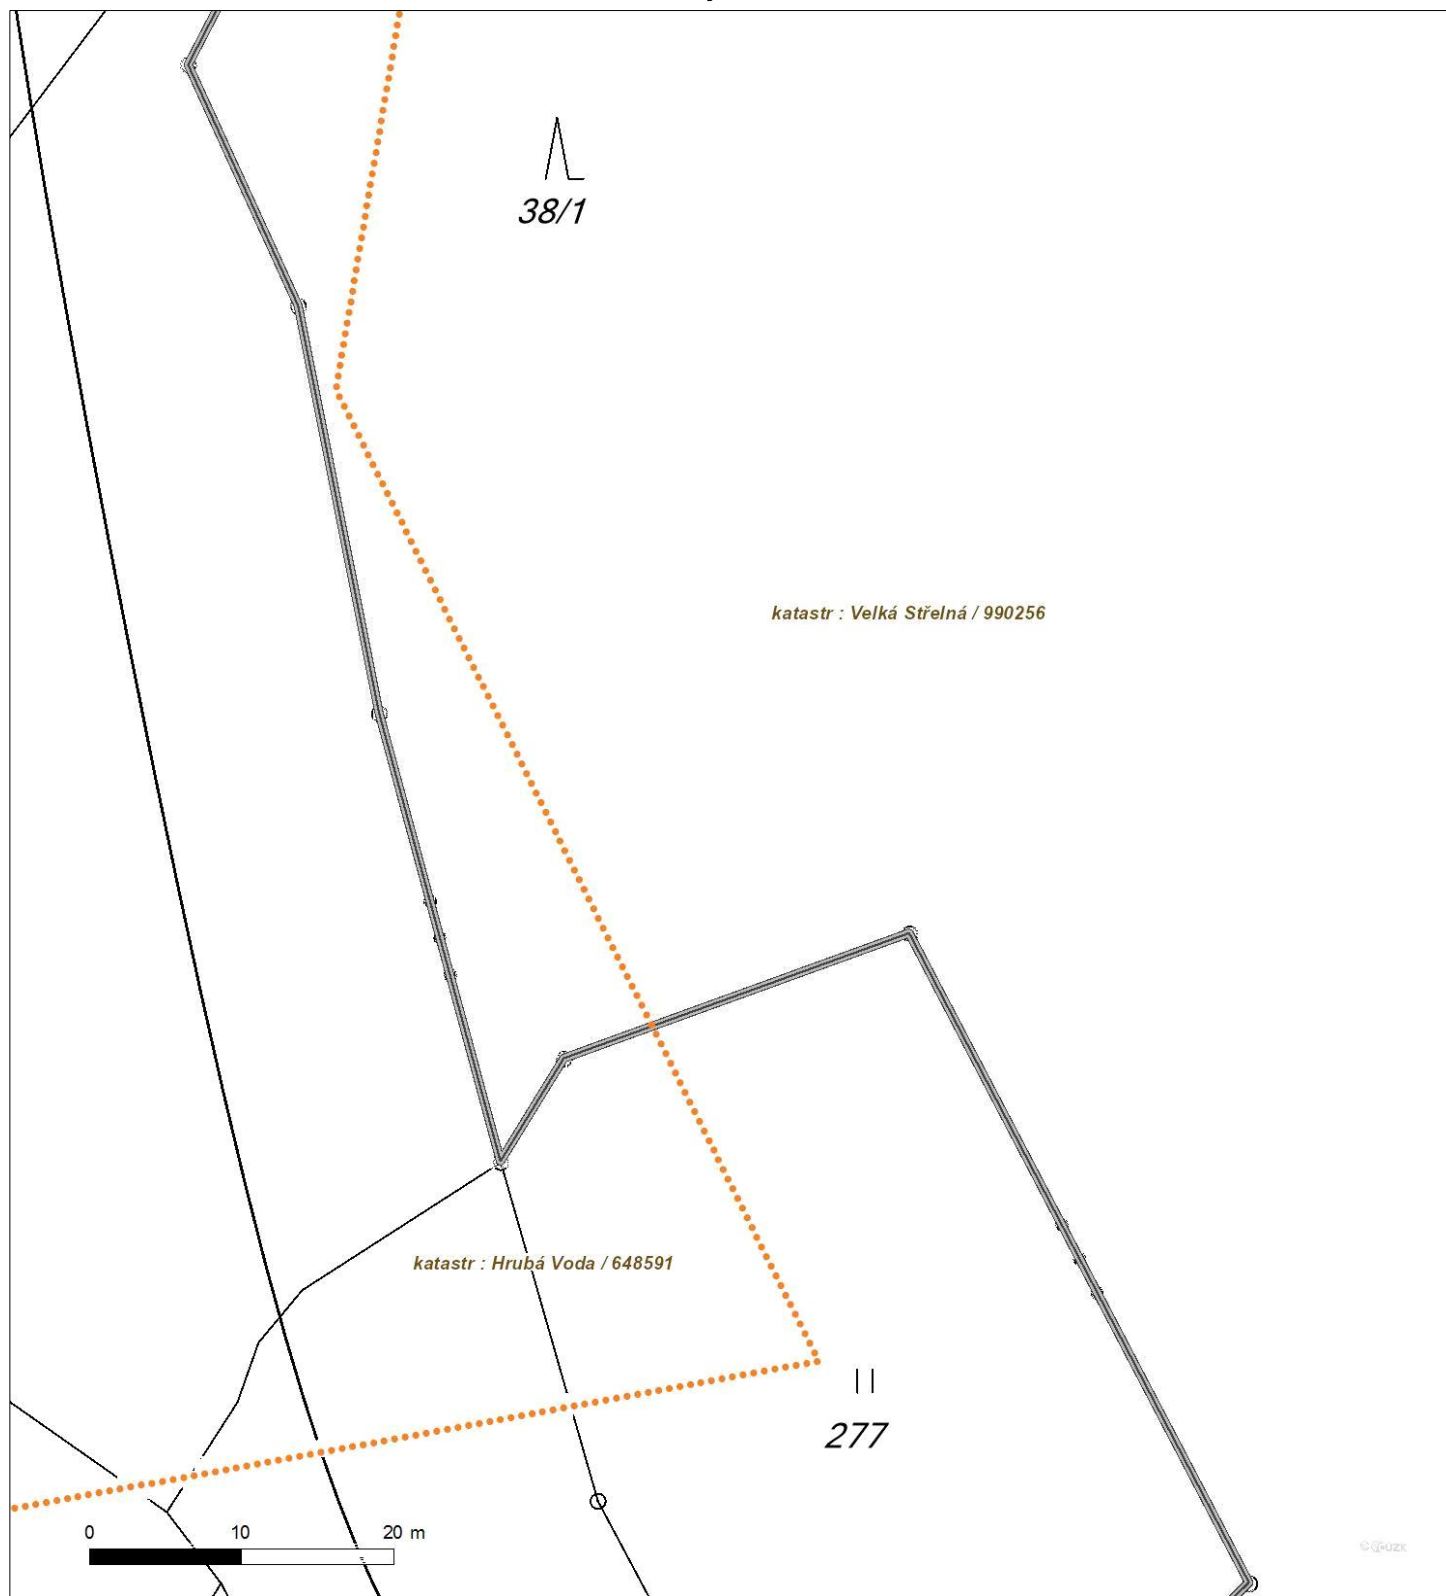 38/1
katastr : Velká Střelná / 990256
katastr : Hrubá Voda / 648591
277
0 10 20 m